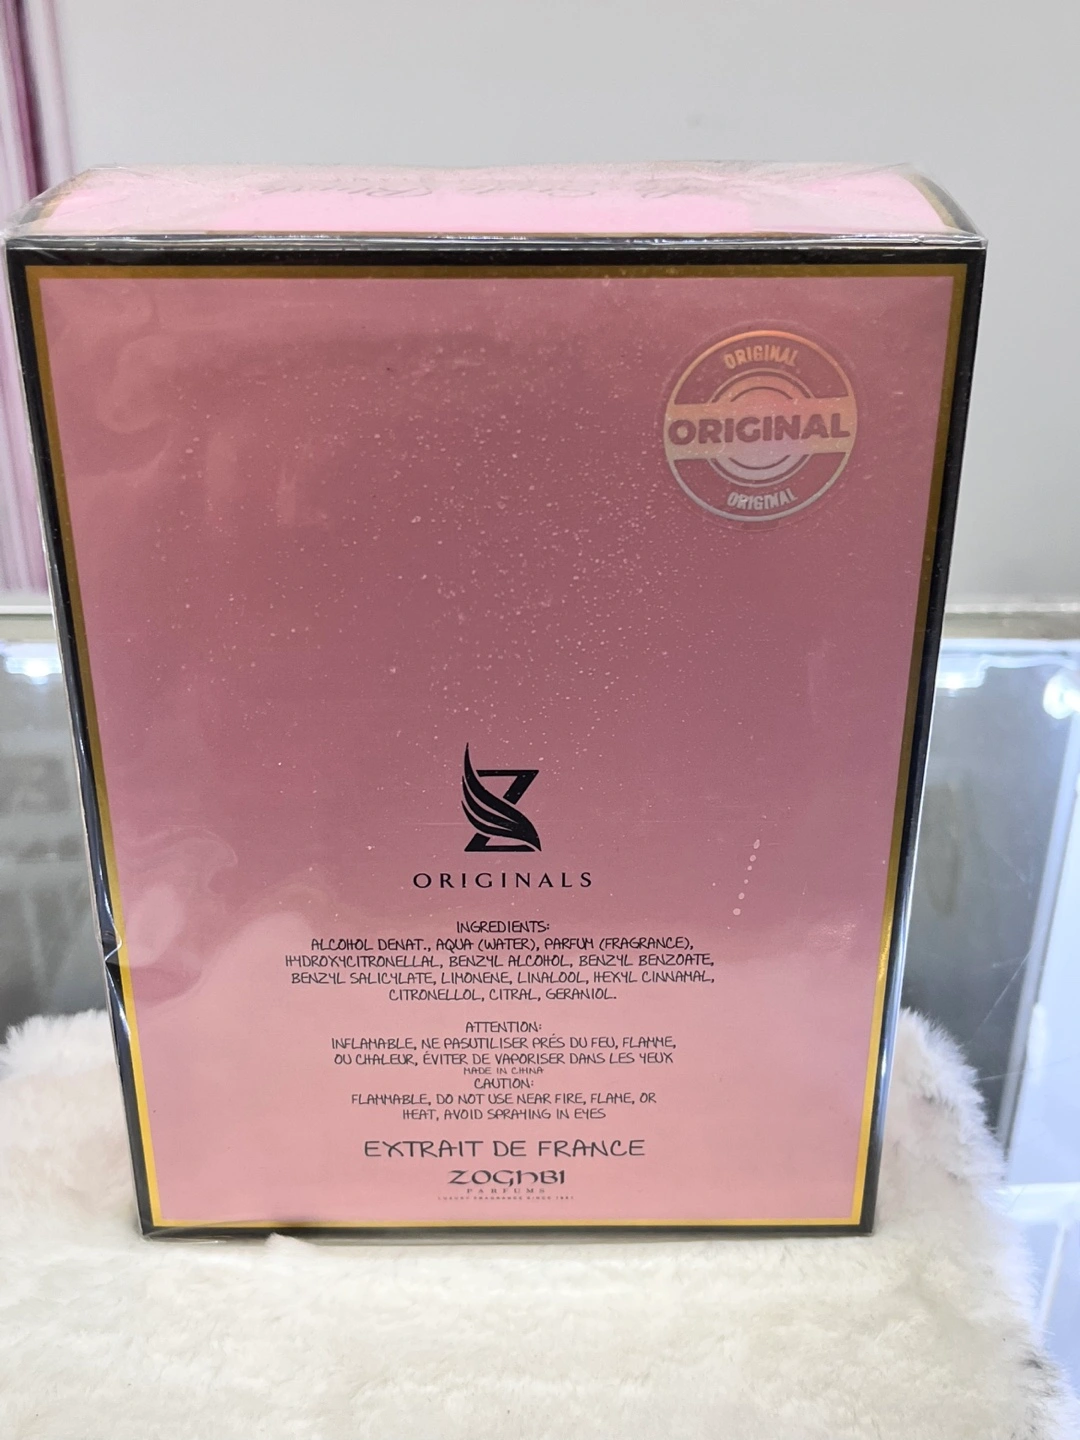 ORIGINAL
ORIGINAL
ORIGINAL
ORIGINALS
INGREDIENTS:
ALCOHOL DENAT., AQUA (WATER), PARFUM (FRAGRANCE),
HYDROXYCITRONELLAL, BENZYL ALCOHOL, BENZYL BENZOATE,
BENZYL SALICYLATE, LIMONENE, LINALOOL, HEXYL CINNAMAL,
CITRONELLOL, CITRAL, GERANIOL.
ATTENTION:
INFLAMABLE, NE PASUTILISER PRÉS DU FEU, FLAMME,
OU CHALEUR, ÉVITER DE VAPORISER DANS LES YEUX
MADE IN CHINA
CAUTION:
FLAMMABLE, DO NOT USE NEAR FIRE, FLAME, OR
HEAT, AVOID SPRAYING IN EYES
EXTRAIT DE FRANCE
ZOGHBI
PARFUMS
LUXURY FRAGRANCE SINCE